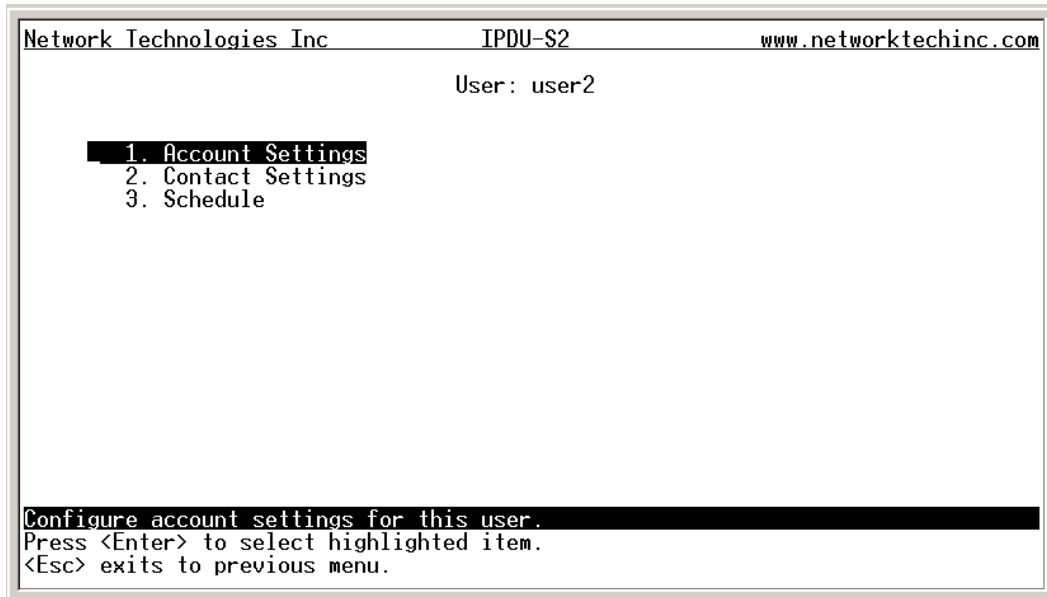 Network Technologies Inc IPDU-S2 www.networktechinc.com
User: user2
1. Account Settings
2. Contact Settings
3. Schedule
Configure account settings for this user.
Press <Enter> to select highlighted item.
<Esc> exits to previous menu.